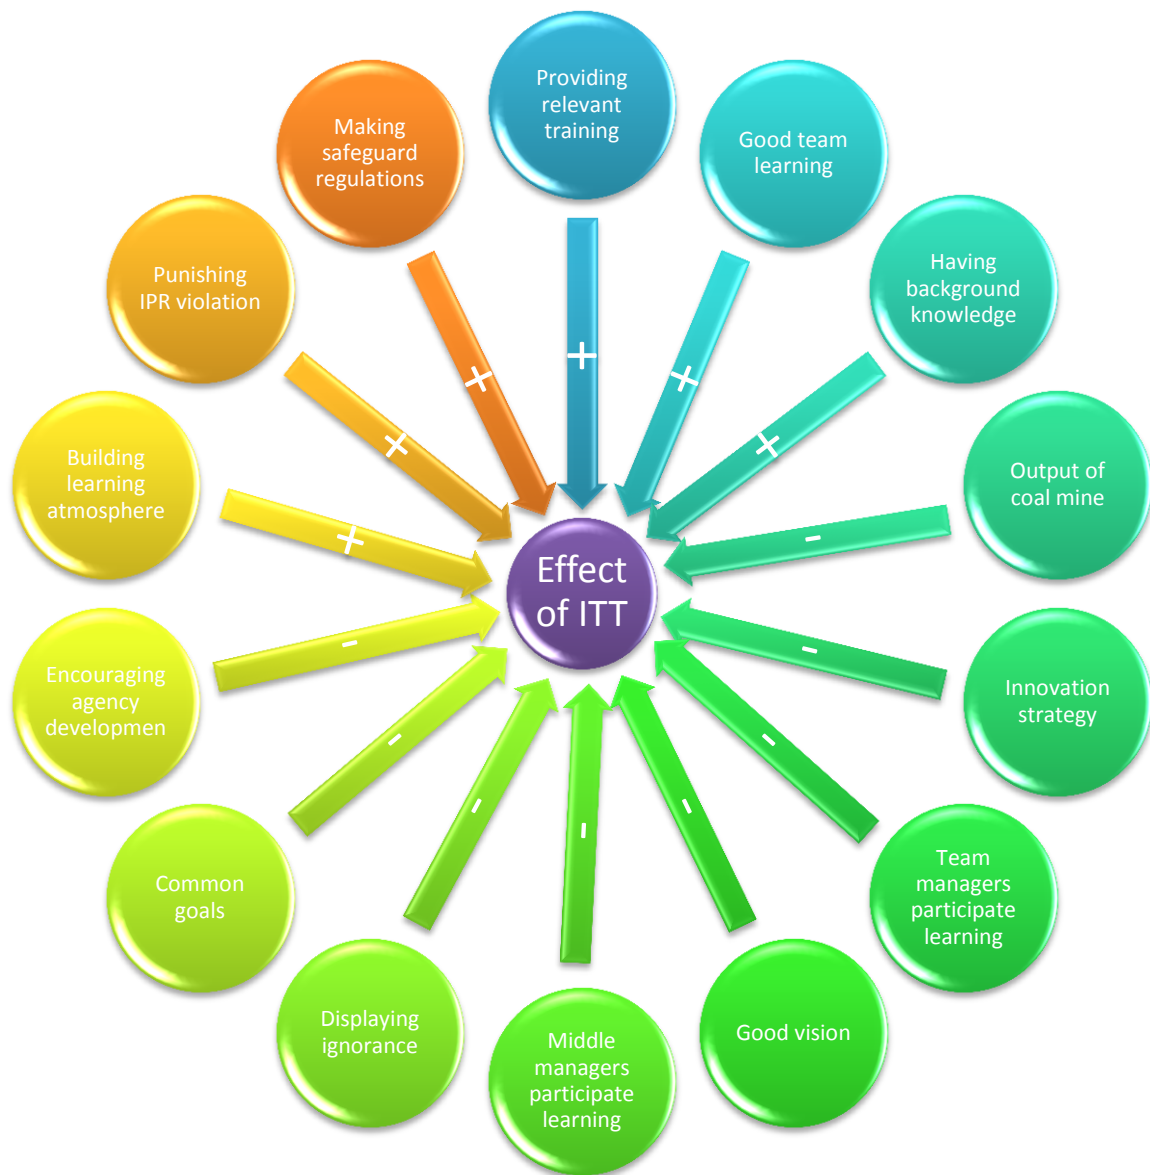 Providing
relevant
training
Good team
learning
Having
background
knowledge
Output of
coal mine
Innovation
strategy
Team
managers
participate
learning
Good vision
Middle
managers
participate
learning
Displaying
ignorance
Common
goals
Encouraging
agency
developmen
Building
learning
atmosphere
Punishing
IPR violation
Making
safeguard
regulations
+
+
+
-
-
-
-
-
-
-
-
+
+
+
Effect
of ITT